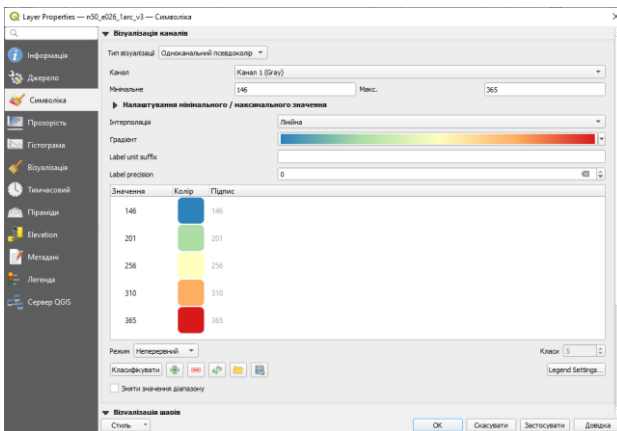 Layer Properties — n50_e026_1arc_v3 — Символіка
Інформація
Джерело
Символіка
Прозорість
Гістограма
Візуалізація
Тимчасовий
Піраміди
Elevation
Метадані
Легенда
Сервер QGIS
Візуалізація каналів
Тип візуалізації Одноканальний псевдоколір
Канал Канал 1 (Gray)
Мінімальне 146 Макс. 365
Налаштування мінімального / максимального значення
Інтерполяція Лінійна
Градієнт
Label unit suffix
Label precision 0
Значення Колір Підпис
146 146
201 201
256 256
310 310
365 365
Режим Неперервний Класи 5
Класифікувати Legend Settings...
Зняти значення діапазону
Візуалізація шарів
Стиль OK Скасувати Застосувати Довідка